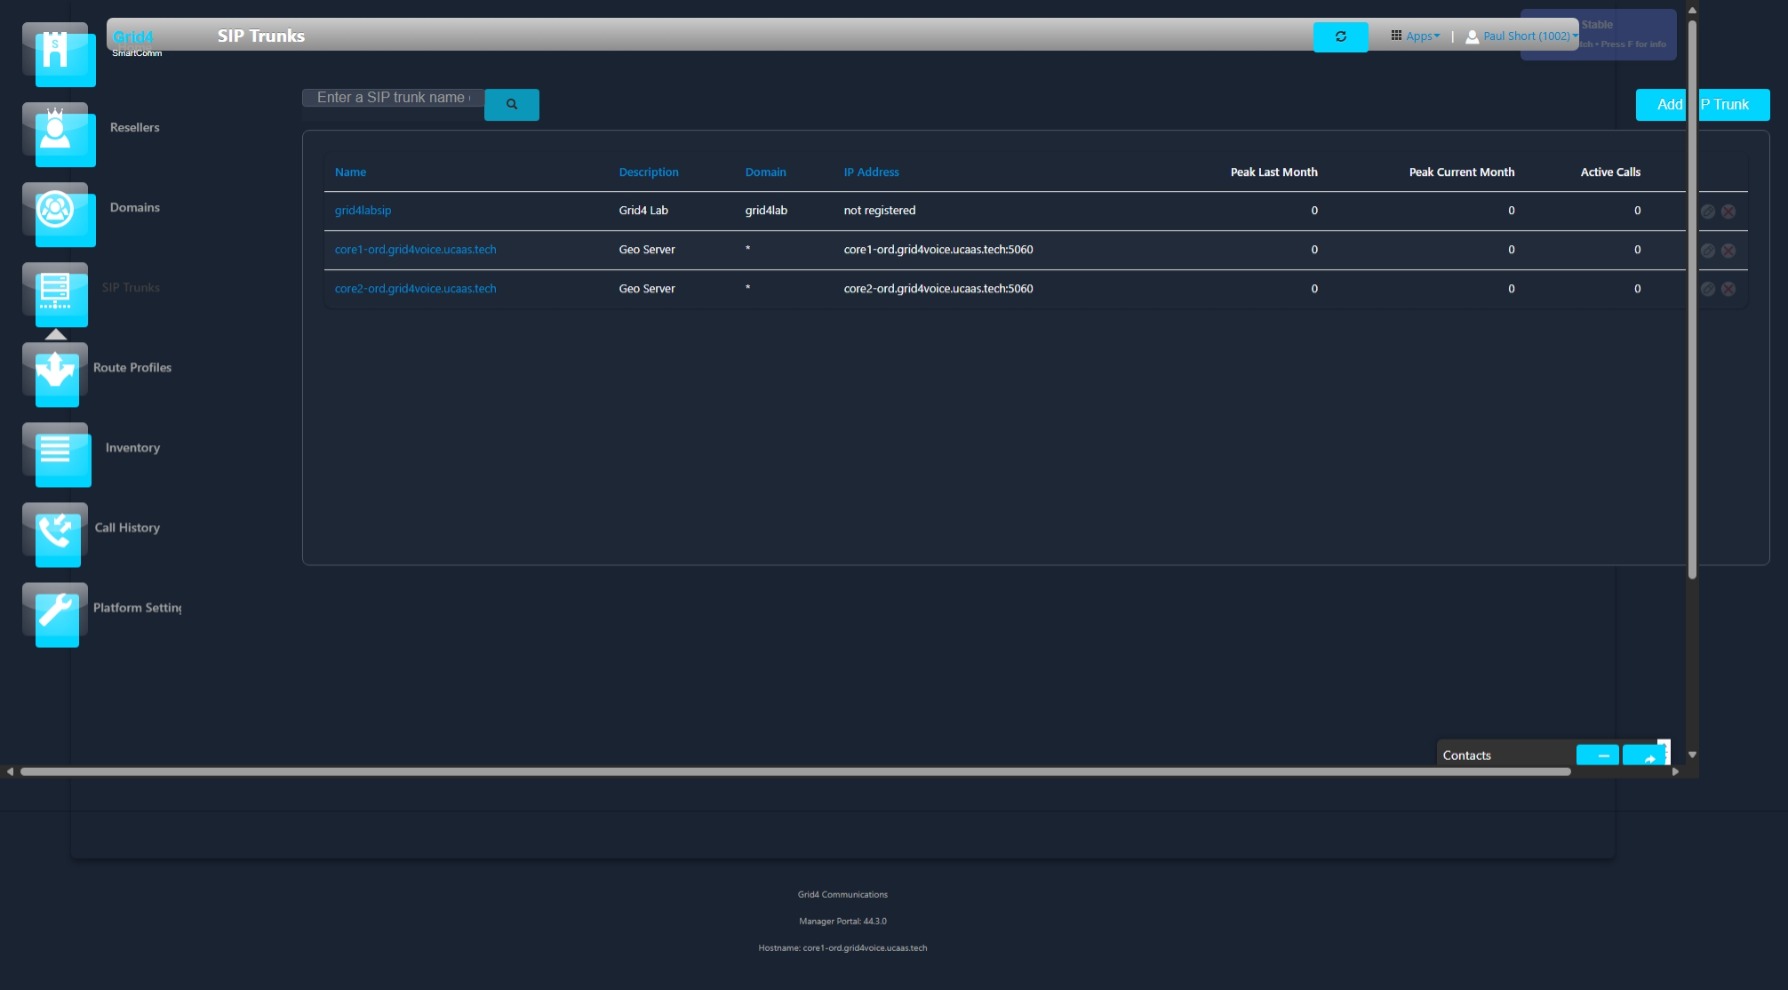 Grid4
SmartComm
SIP Trunks
Apps
Paul Short (1002)
Stable
Press F for info
Enter a SIP trunk name
Add P Trunk
Resellers
Domains
SIP Trunks
Route Profiles
Inventory
Call History
Platform Setting
Name Description Domain IP Address Peak Last Month Peak Current Month Active Calls
grid4labsip Grid4 Lab grid4lab not registered 0 0 0
core1-ord.grid4voice.ucaas.tech Geo Server * core1-ord.grid4voice.ucaas.tech:5060 0 0 0
core2-ord.grid4voice.ucaas.tech Geo Server * core2-ord.grid4voice.ucaas.tech:5060 0 0 0
Contacts
Grid4 Communications
Manager Portal: 44.3.0
Hostname: core1-ord.grid4voice.ucaas.tech